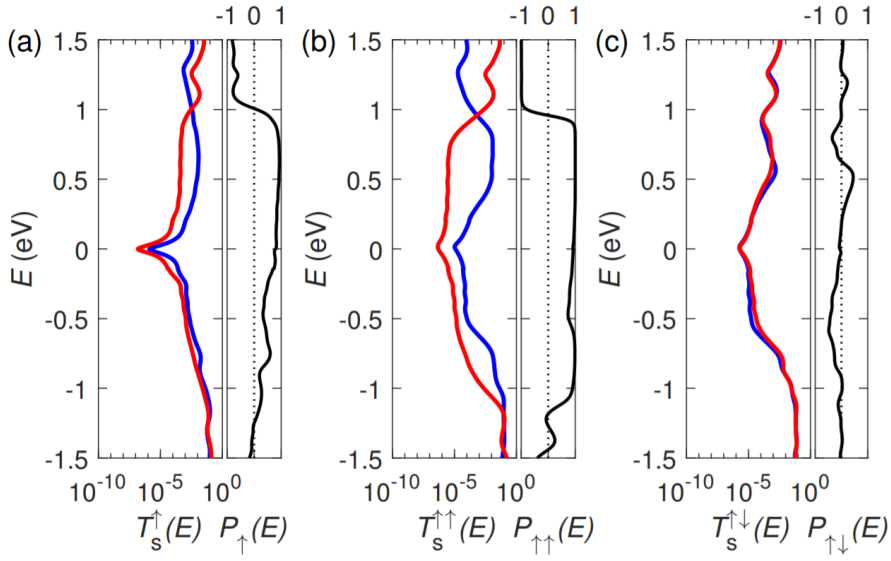 -1 0 1 -1 0 1 -1 0 1
(a) (b) (c)
1.5 1.5 1.5
1 1 1
0.5 0.5 0.5
E (eV) E (eV) E (eV)
0 0 0
-0.5 -0.5 -0.5
-1 -1 -1
-1.5 -1.5 -1.5
10⁻¹⁰ 10⁻⁵ 10⁰ 10⁻¹⁰ 10⁻⁵ 10⁰ 10⁻¹⁰ 10⁻⁵ 10⁰
Tₛ↑(E) P↑(E) Tₛ↑↑(E) P↑↑(E) Tₛ↑↓(E) P↑↓(E)